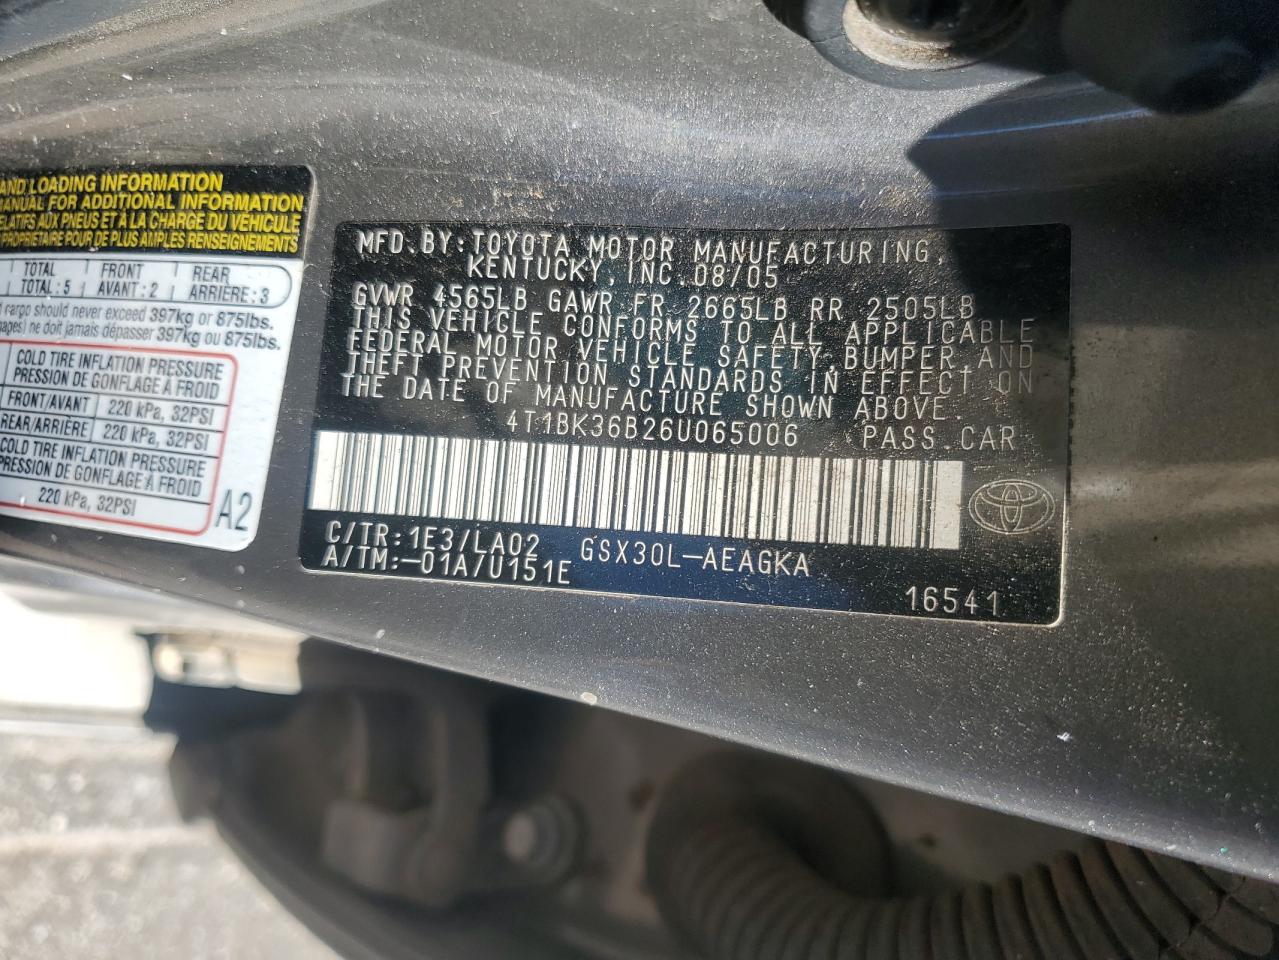 AND LOADING INFORMATION
MANUAL FOR ADDITIONAL INFORMATION
RELATIFS AUX PNEUS ET À LA CHARGE DU VÉHICULE
PROPRIÉTAIRE POUR DE PLUS AMPLES RENSEIGNEMENTS
TOTAL FRONT REAR
TOTAL : 5 AVANT : 2 ARRIÈRE : 3
cargo should never exceed 397kg or 875lbs.
ne doit jamais dépasser 397kg ou 875lbs.
COLD TIRE INFLATION PRESSURE
PRESSION DE GONFLAGE À FROID
FRONT/AVANT 220 kPa, 32PSI
REAR/ARRIÈRE 220 kPa, 32PSI
COLD TIRE INFLATION PRESSURE
PRESSION DE GONFLAGE À FROID
220 kPa, 32PSI
A2
MFD.BY:TOYOTA MOTOR MANUFACTURING,
KENTUCKY,INC.08/05
GVWR 4565LB GAWR FR 2665LB RR 2505LB
THIS VEHICLE CONFORMS TO ALL APPLICABLE
FEDERAL MOTOR VEHICLE SAFETY,BUMPER,AND
THEFT PREVENTION STANDARDS IN EFFECT ON
THE DATE OF MANUFACTURE SHOWN ABOVE.
4T1BK36B26U065006 PASS.CAR
C/TR:1E3/LA02 GSX30L-AEAGKA
A/TM:-01A/U151E
16541